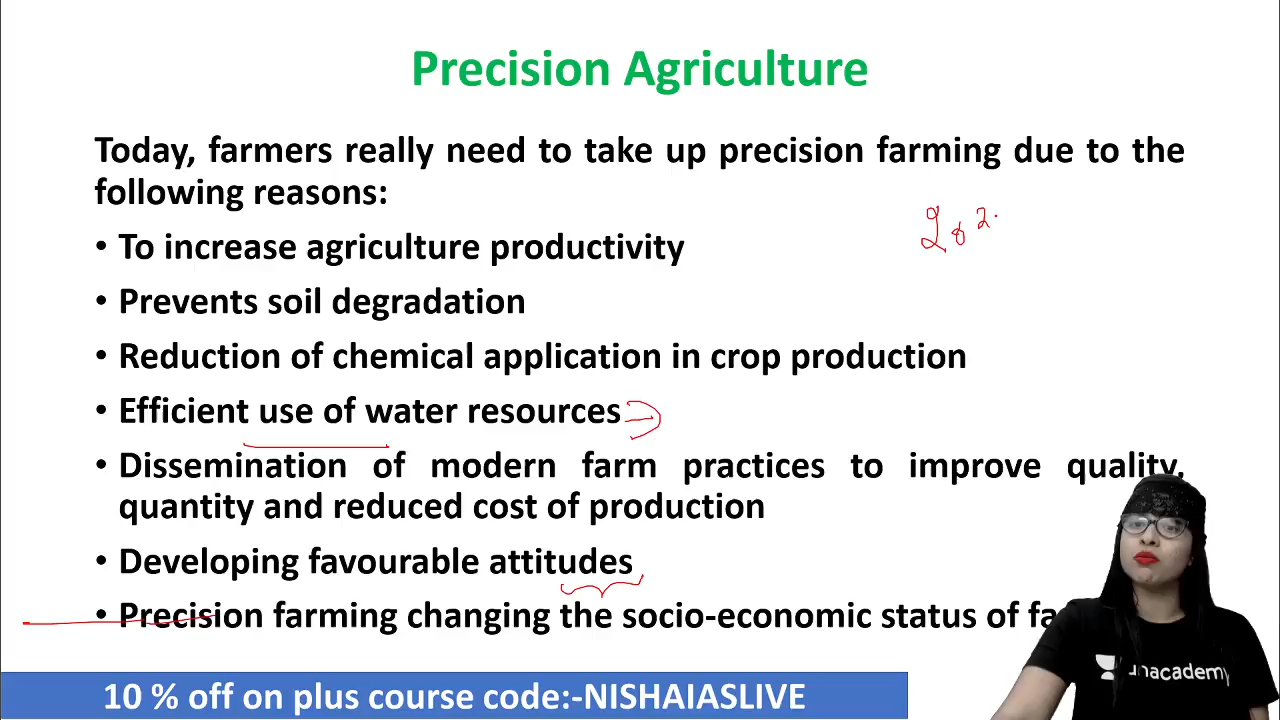 Precision Agriculture
Today, farmers really need to take up precision farming due to the
following reasons:
• To increase agriculture productivity
• Prevents soil degradation
• Reduction of chemical application in crop production
• Efficient use of water resources
• Dissemination of modern farm practices to improve quality,
quantity and reduced cost of production
• Developing favourable attitudes
• Precision farming changing the socio-economic status of
unacademy
10 % off on plus course code:-NISHAIASLIVE